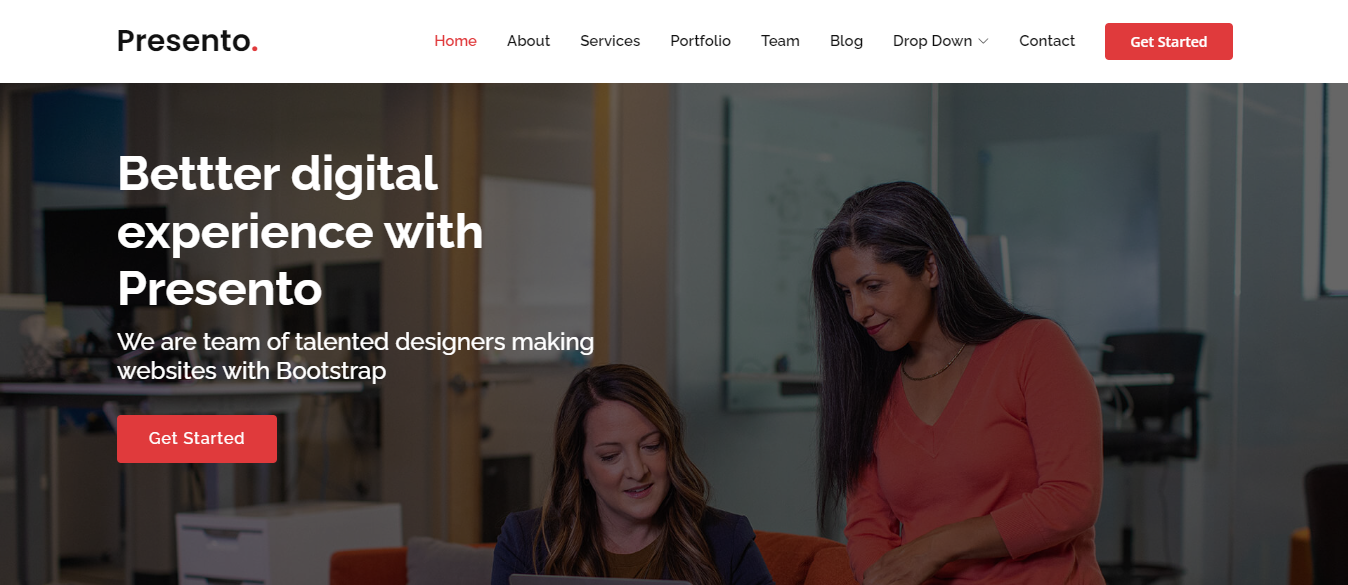 Presento.
Home About Services Portfolio Team Blog Drop Down Contact Get Started
Bettter digital
experience with
Presento
We are team of talented designers making
websites with Bootstrap
Get Started